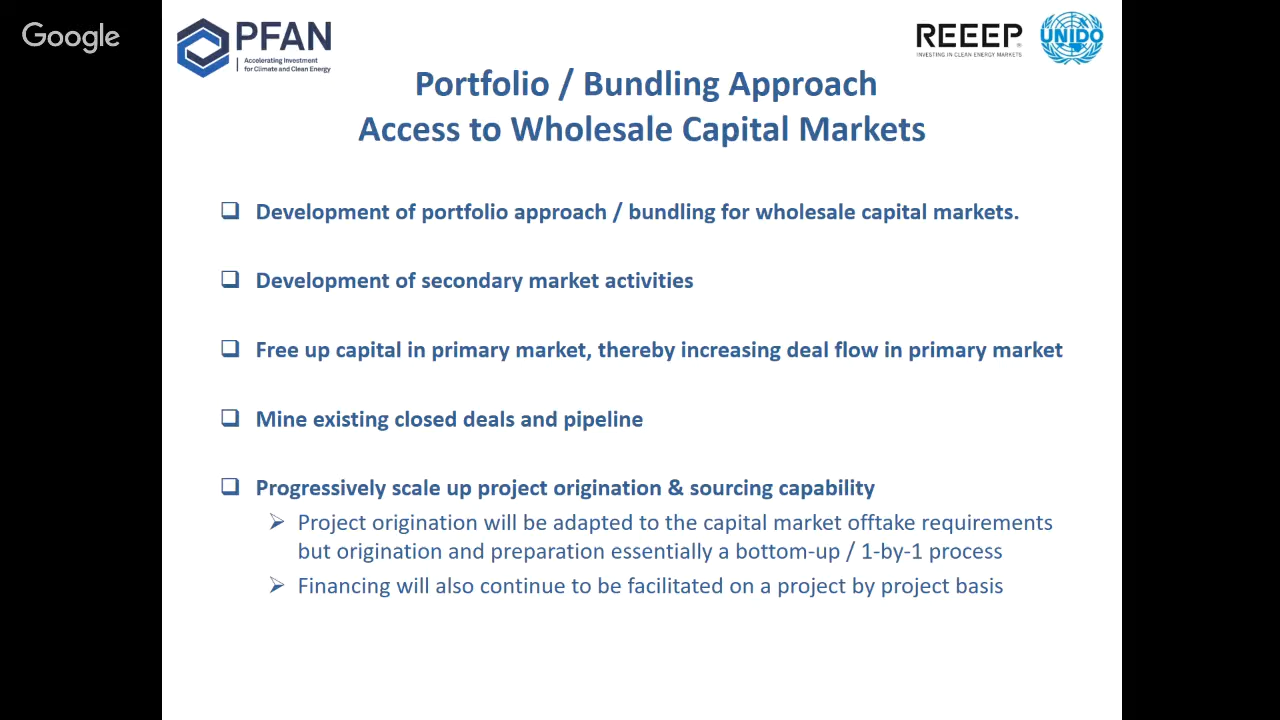 Google
PFAN
Accelerating Investment
for Climate and Clean Energy
REEEP
INVESTING IN CLEAN ENERGY MARKETS
UNIDO
Portfolio / Bundling Approach
Access to Wholesale Capital Markets
Development of portfolio approach / bundling for wholesale capital markets.
Development of secondary market activities
Free up capital in primary market, thereby increasing deal flow in primary market
Mine existing closed deals and pipeline
Progressively scale up project origination & sourcing capability
Project origination will be adapted to the capital market offtake requirements
but origination and preparation essentially a bottom-up / 1-by-1 process
Financing will also continue to be facilitated on a project by project basis